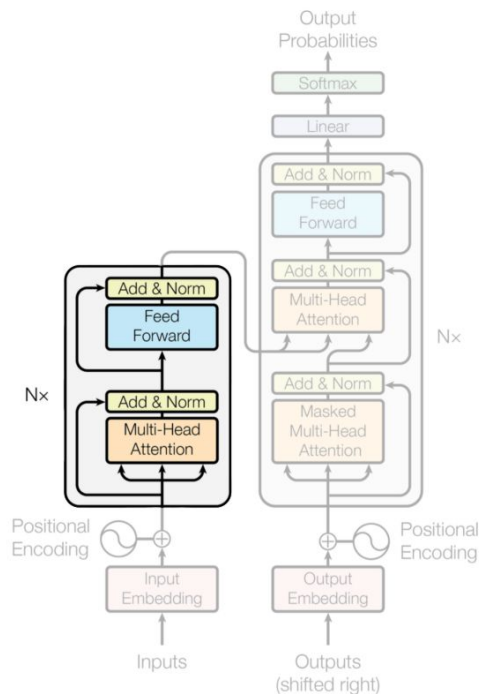 Output
Probabilities
Softmax
Linear
Add & Norm
Feed
Forward
Add & Norm
Multi-Head
Attention
Add & Norm
Masked
Multi-Head
Attention
Nx
Positional
Encoding
Output
Embedding
Outputs
(shifted right)
Add & Norm
Feed
Forward
Add & Norm
Multi-Head
Attention
Nx
Positional
Encoding
Input
Embedding
Inputs